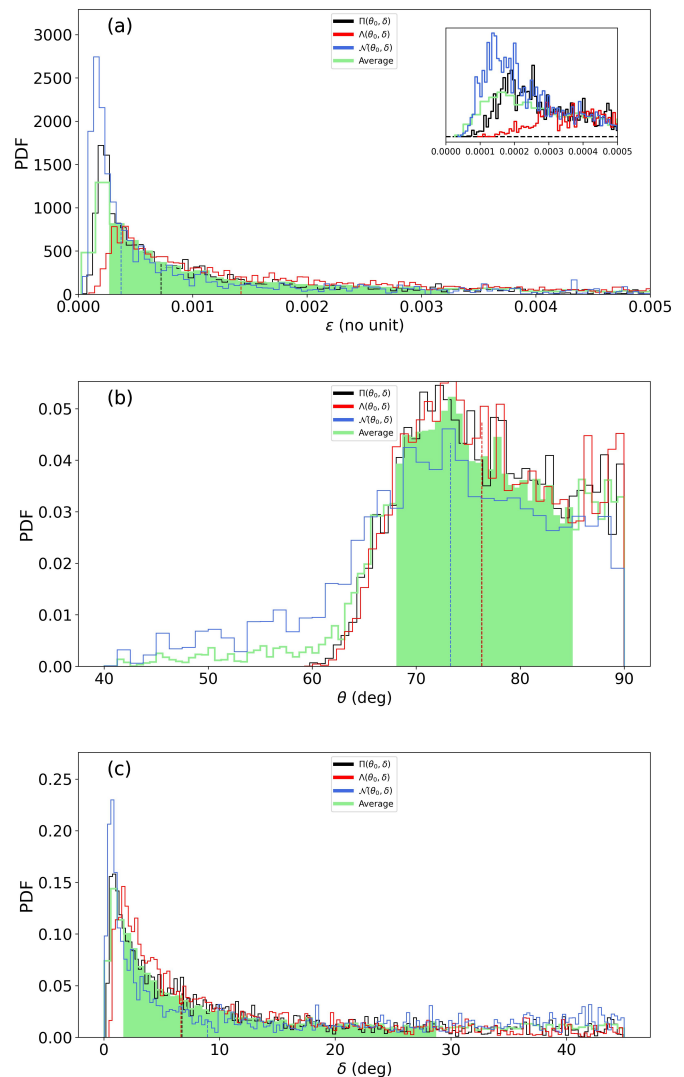 (a)
Π(θ₀, δ)
Λ(θ₀, δ)
𝒩(θ₀, δ)
Average
3000
2500
2000
1500
1000
500
0
PDF
0.0000 0.0001 0.0002 0.0003 0.0004 0.0005
0.000 0.001 0.002 0.003 0.004 0.005
ε (no unit)
(b)
Π(θ₀, δ)
Λ(θ₀, δ)
𝒩(θ₀, δ)
Average
0.05
0.04
0.03
0.02
0.01
0.00
PDF
40 50 60 70 80 90
θ (deg)
(c)
Π(θ₀, δ)
Λ(θ₀, δ)
𝒩(θ₀, δ)
Average
0.25
0.20
0.15
0.10
0.05
0.00
PDF
0 10 20 30 40
δ (deg)